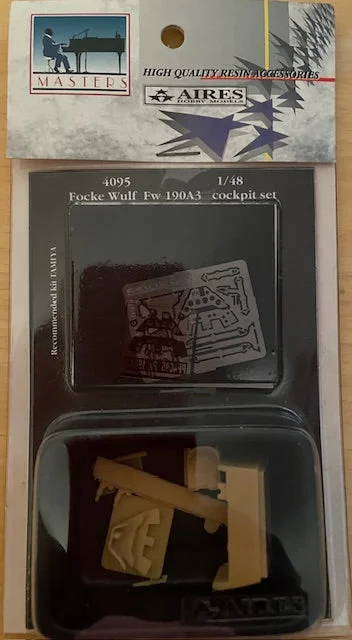 MASTERS
HIGH QUALITY RESIN ACCESSORIES
AIRES
HOBBY MODELS
4095 1/48
Focke Wulf Fw 190A3 cockpit set
Recommended kit TAMIYA
AIRES